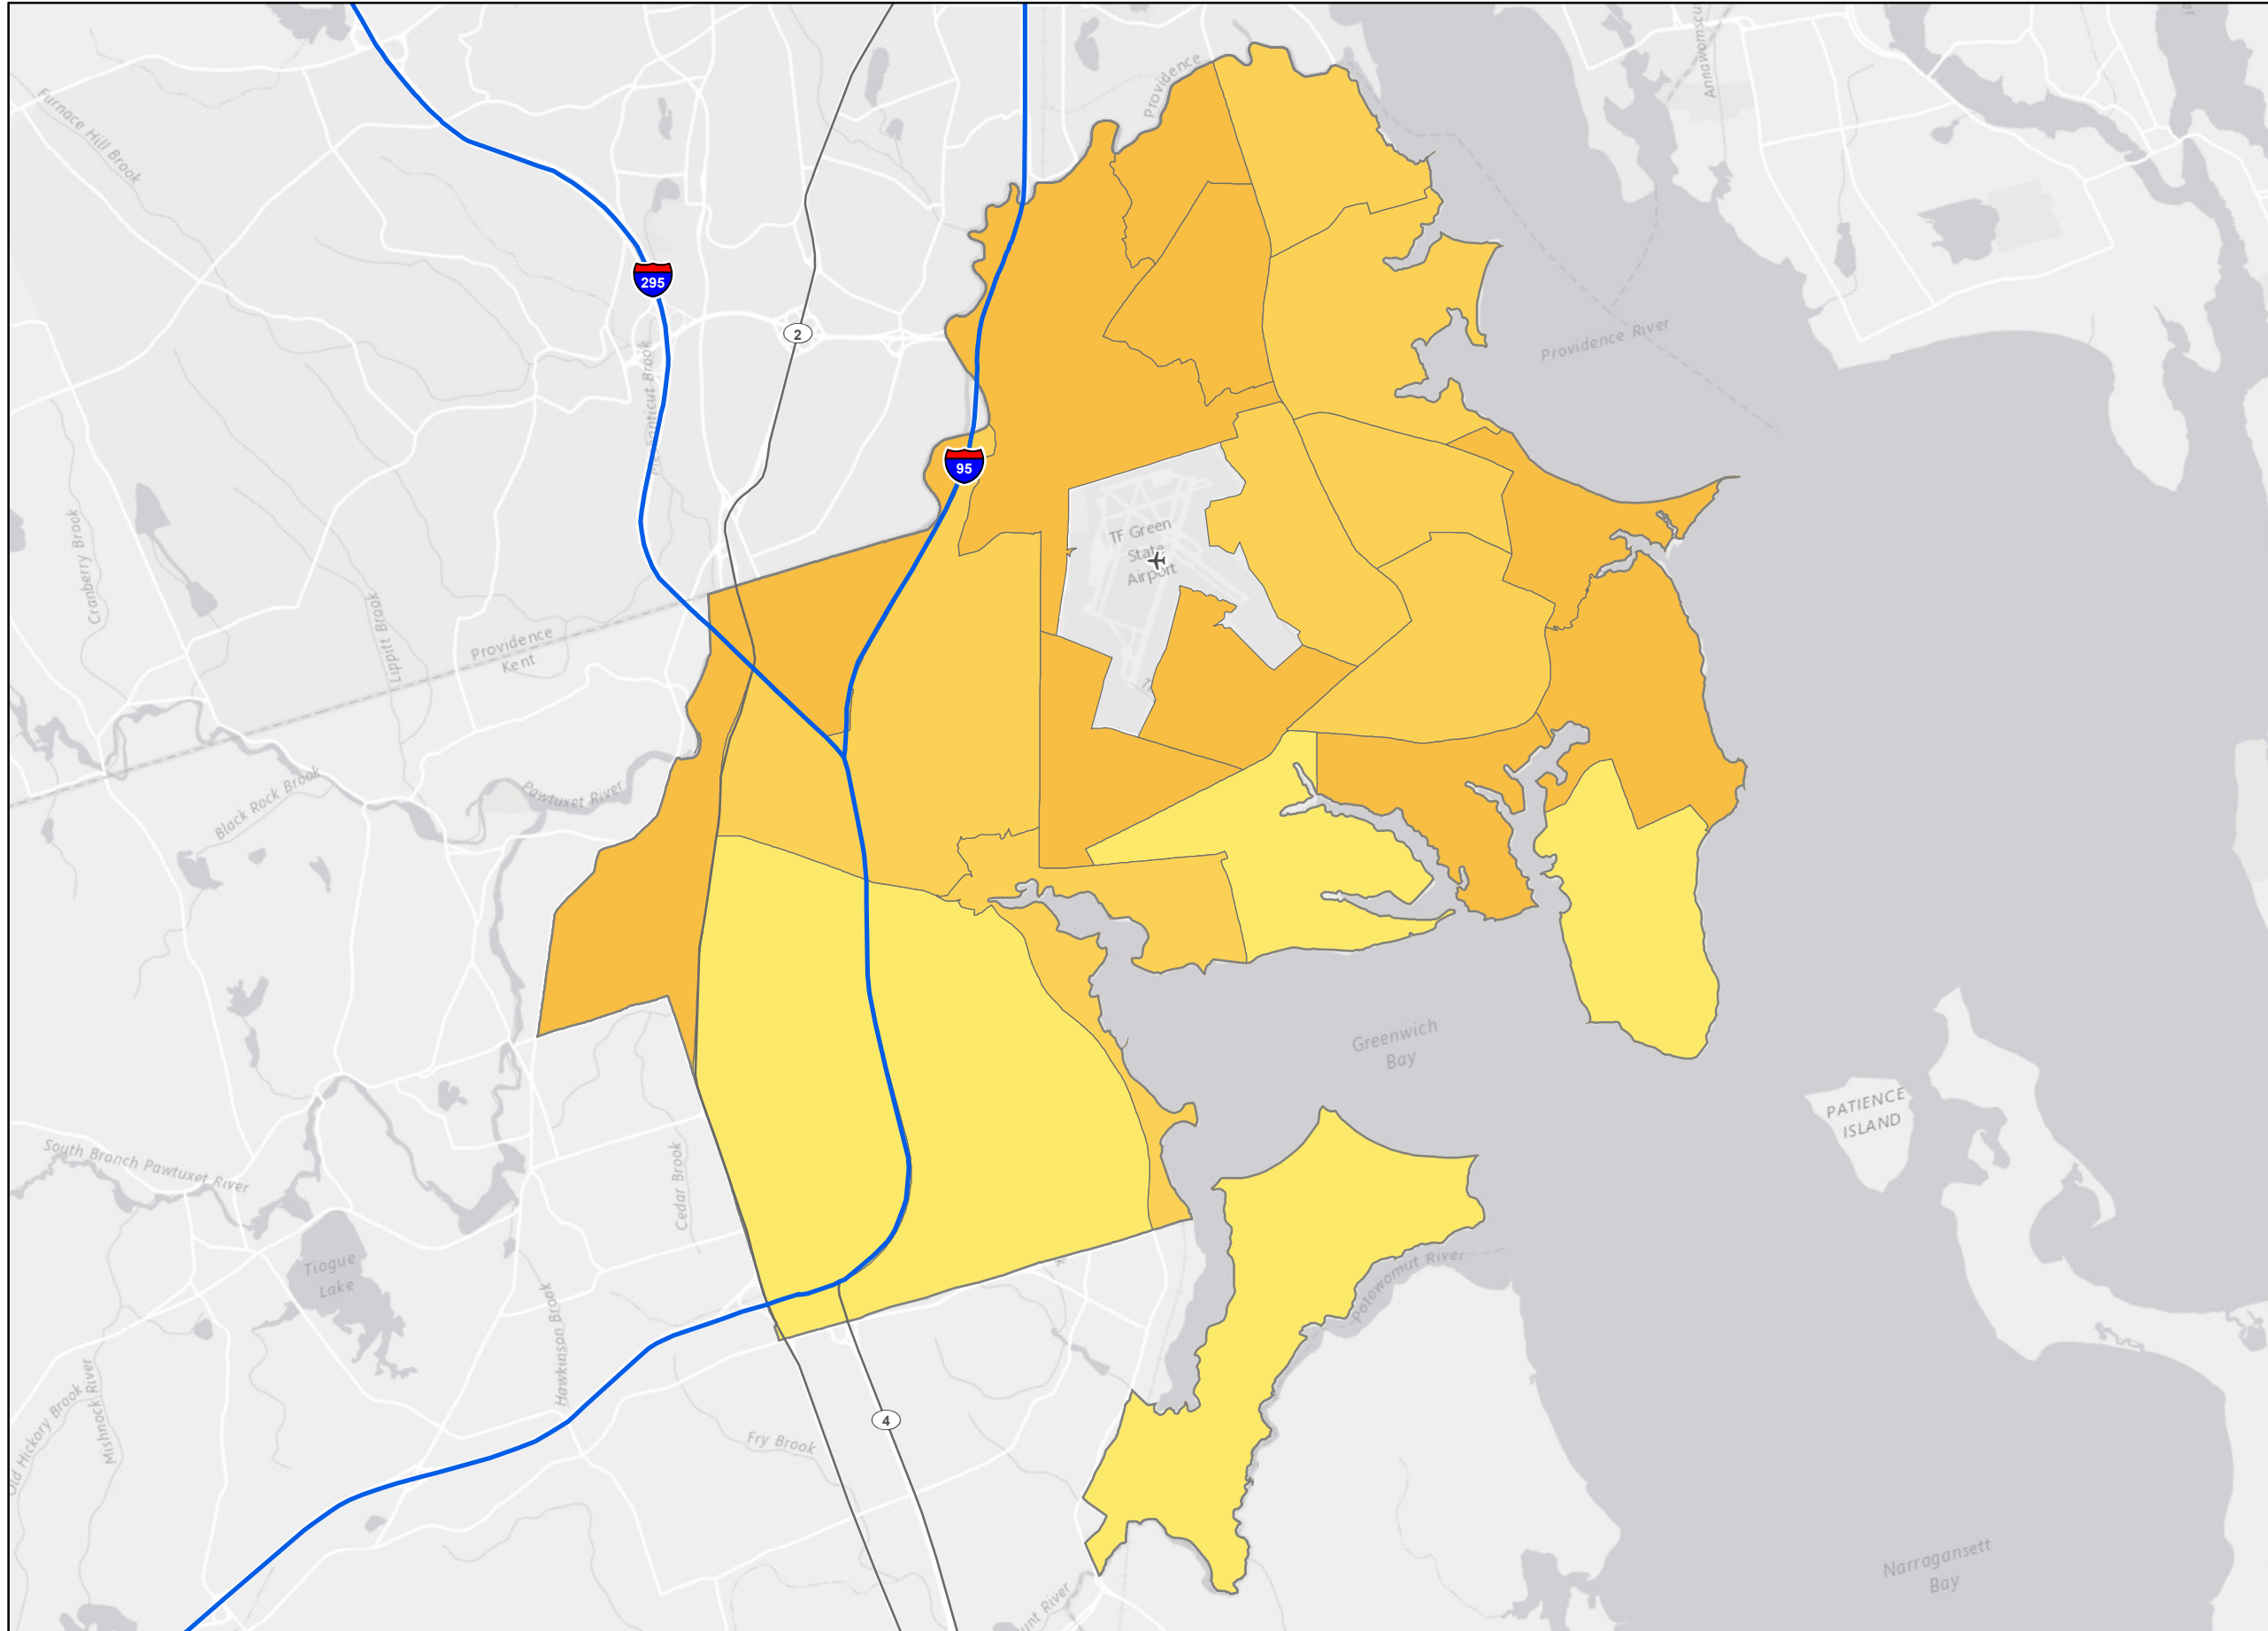 Furnace Hill Brook
Providence
295
2
Providence River
95
TF Green
State
Airport
Cranberry Brook
Lippitt Brook
Providence
Kent
Black Rock Brook
Pawtuxet River
Greenwich
Bay
PATIENCE
ISLAND
South Branch Pawtuxet River
Cedar Brook
Tiogue
Lake
Potowomut River
Hawkinson Brook
Mishnock River
Old Hickory Brook
4
Fry Brook
Narragansett
Bay